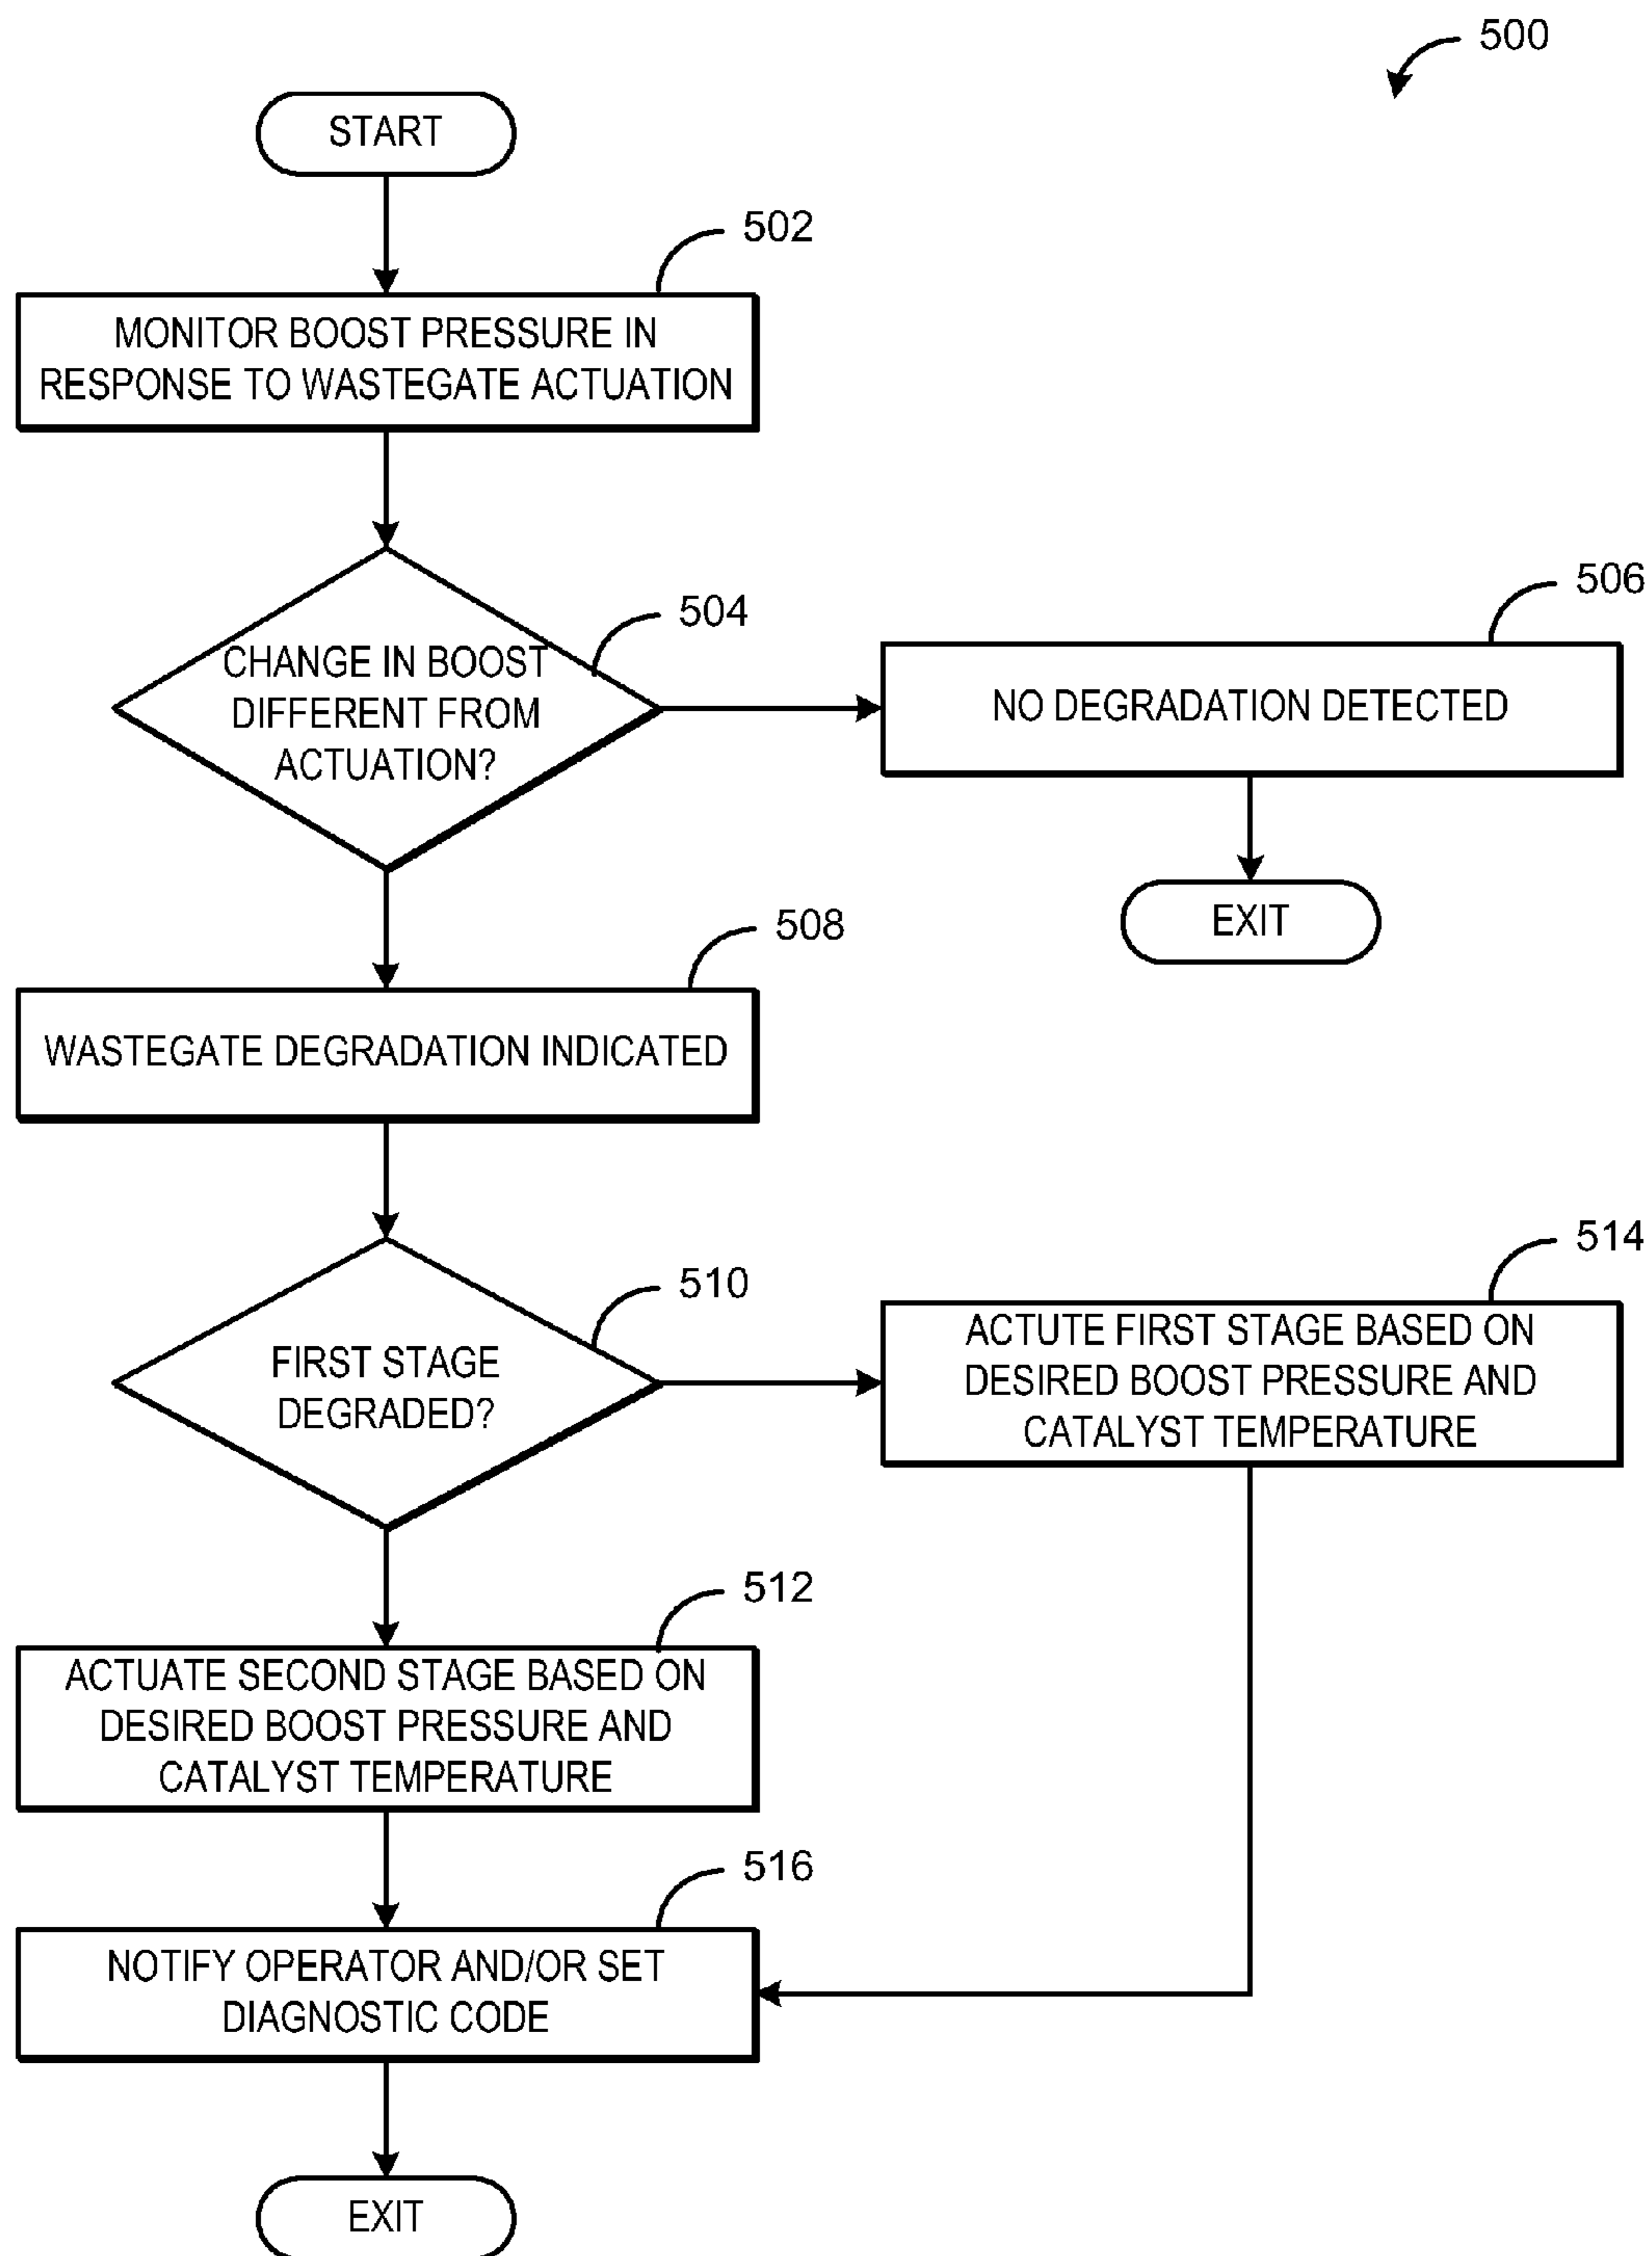 500
START
502
MONITOR BOOST PRESSURE IN
RESPONSE TO WASTEGATE ACTUATION
504
CHANGE IN BOOST
DIFFERENT FROM
ACTUATION?
506
NO DEGRADATION DETECTED
EXIT
508
WASTEGATE DEGRADATION INDICATED
510
FIRST STAGE
DEGRADED?
514
ACTUTE FIRST STAGE BASED ON
DESIRED BOOST PRESSURE AND
CATALYST TEMPERATURE
512
ACTUATE SECOND STAGE BASED ON
DESIRED BOOST PRESSURE AND
CATALYST TEMPERATURE
516
NOTIFY OPERATOR AND/OR SET
DIAGNOSTIC CODE
EXIT